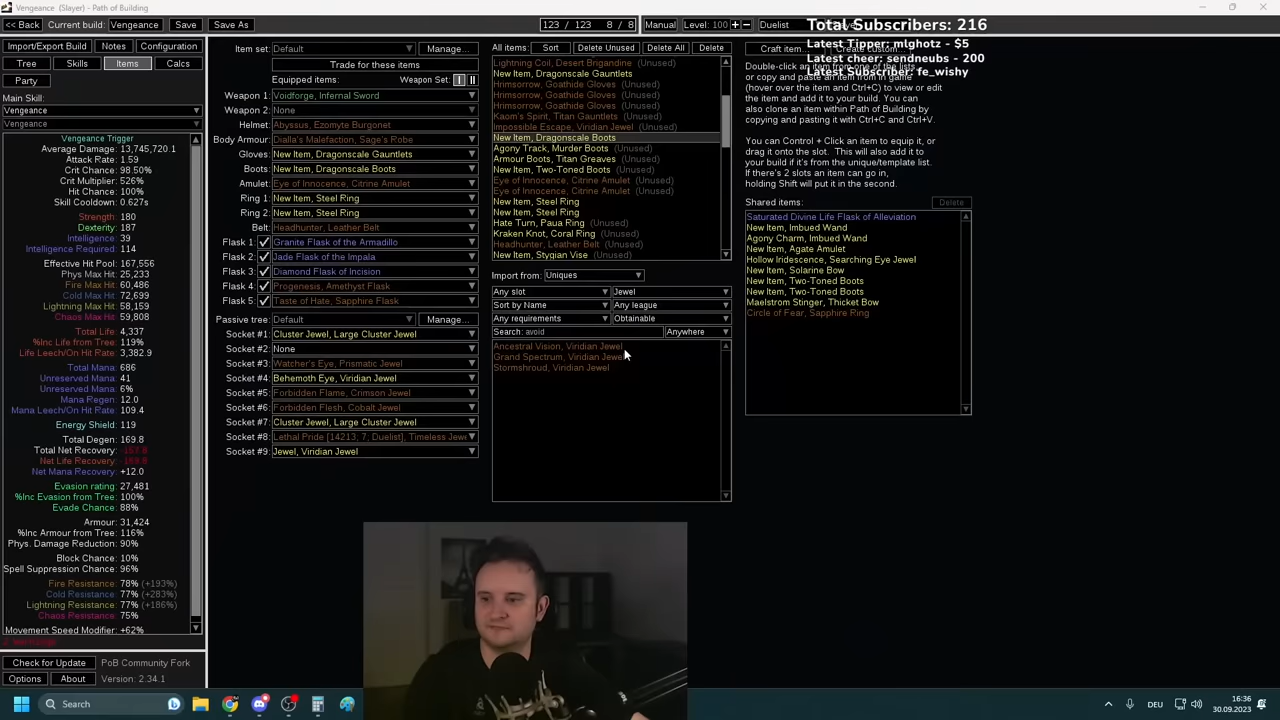 Vengeance (Slayer) - Path of Building
<< Back Current build: Vengeance Save Save As 123 / 123 8 / 8 Manual Level: 100 + - Duelist
Total Subscribers: 216
Latest Tipper: mlghotz - $5
Latest cheer: sendneubs - 200
Latest Subscriber: fe_wishy
Import/Export Build Notes Configuration
Tree Skills Items Calcs
Party
Main Skill:
Vengeance
Vengeance
Vengeance Trigger
Average Damage: 13,745,720.1
Attack Rate: 1.59
Crit Chance: 98.50%
Crit Multiplier: 526%
Hit Chance: 100%
Skill Cooldown: 0.627s
Strength: 180
Dexterity: 187
Intelligence: 39
Intelligence Required: 114
Effective Hit Pool: 167,556
Phys Max Hit: 25,233
Fire Max Hit: 60,486
Cold Max Hit: 72,699
Lightning Max Hit: 58,159
Chaos Max Hit: 59,808
Total Life: 4,337
%Inc Life from Tree: 119%
Life Leech/On Hit Rate: 3,382.9
Total Mana: 686
Unreserved Mana: 41
Unreserved Mana: 6%
Mana Regen: 12.0
Mana Leech/On Hit Rate: 109.4
Energy Shield: 119
Total Degen: 169.8
Total Net Recovery: -169.8
Net Life Recovery: -169.8
Net Mana Recovery: +12.0
Evasion rating: 27,481
%Inc Evasion from Tree: 100%
Evade Chance: 88%
Armour: 31,424
%Inc Armour from Tree: 116%
Phys. Damage Reduction: 90%
Block Chance: 10%
Spell Suppression Chance: 96%
Fire Resistance: 78% (+193%)
Cold Resistance: 77% (+283%)
Lightning Resistance: 77% (+186%)
Chaos Resistance: 75%
Movement Speed Modifier: +62%
Check for Update PoB Community Fork
Options About Version: 2.34.1
Item set: Default Manage...
Trade for these items
Equipped items: Weapon Set: I II
Weapon 1: Voidforge, Infernal Sword
Weapon 2: None
Helmet: Abyssus, Ezomyte Burgonet
Body Armour: Dialla's Malefaction, Sage's Robe
Gloves: New Item, Dragonscale Gauntlets
Boots: New Item, Dragonscale Boots
Amulet: Eye of Innocence, Citrine Amulet
Ring 1: New Item, Steel Ring
Ring 2: New Item, Steel Ring
Belt: Headhunter, Leather Belt
Flask 1: Granite Flask of the Armadillo
Flask 2: Jade Flask of the Impala
Flask 3: Diamond Flask of Incision
Flask 4: Progenesis, Amethyst Flask
Flask 5: Taste of Hate, Sapphire Flask
Passive tree: Default Manage...
Socket #1: Cluster Jewel, Large Cluster Jewel
Socket #2: None
Socket #3: Watcher's Eye, Prismatic Jewel
Socket #4: Behemoth Eye, Viridian Jewel
Socket #5: Forbidden Flesh, Crimson Jewel
Socket #6: Forbidden Flesh, Cobalt Jewel
Socket #7: Cluster Jewel, Large Cluster Jewel
Socket #8: Lethal Pride [14213; 7; Duelist], Timeless Jewe
Socket #9: Jewel, Viridian Jewel
All items: Sort Delete Unused Delete All Delete
Lightning Coil, Desert Brigandine (Unused)
New Item, Dragonscale Gauntlets
Hrimsorrow, Goathide Gloves (Unused)
Hrimsorrow, Goathide Gloves (Unused)
Hrimsorrow, Goathide Gloves (Unused)
Kaom's Spirit, Titan Gauntlets (Unused)
Impossible Escape, Viridian Jewel (Unused)
New Item, Dragonscale Boots
Agony Track, Murder Boots (Unused)
Armour Boots, Titan Greaves (Unused)
New Item, Two-Toned Boots (Unused)
Eye of Innocence, Citrine Amulet (Unused)
Eye of Innocence, Citrine Amulet (Unused)
New Item, Steel Ring
New Item, Steel Ring
Hate Turn, Paua Ring (Unused)
Kraken Knot, Coral Ring (Unused)
Headhunter, Leather Belt (Unused)
New Item, Stygian Vise (Unused)
Import from: Uniques
Any slot Jewel
Sort by Name Any league
Any requirements Obtainable
Search: avoid Anywhere
Ancestral Vision, Viridian Jewel
Grand Spectrum, Viridian Jewel
Stormshroud, Viridian Jewel
Craft item... Create custom...
Double-click an item from one of the lists,
or copy and paste an item from in game
(hover over the item and Ctrl+C) to view or edit
the item and add it to your build. You can
also clone an item within Path of Building by
copying and pasting it with Ctrl+C and Ctrl+V.
You can Control + Click an item to equip it, or
drag it onto the slot. This will also add it to
your build if it's from the unique/template list.
If there's 2 slots an item can go in,
holding Shift will put it in the second.
Shared items: Delete
Saturated Divine Life Flask of Alleviation
New Item, Imbued Wand
Agony Charm, Imbued Wand
New Item, Agate Amulet
Hollow Iridescence, Searching Eye Jewel
New Item, Solarine Bow
New Item, Two-Toned Boots
New Item, Two-Toned Boots
Maelstrom Stinger, Thicket Bow
Circle of Fear, Sapphire Ring
Search DEU 16:36
30.09.2023